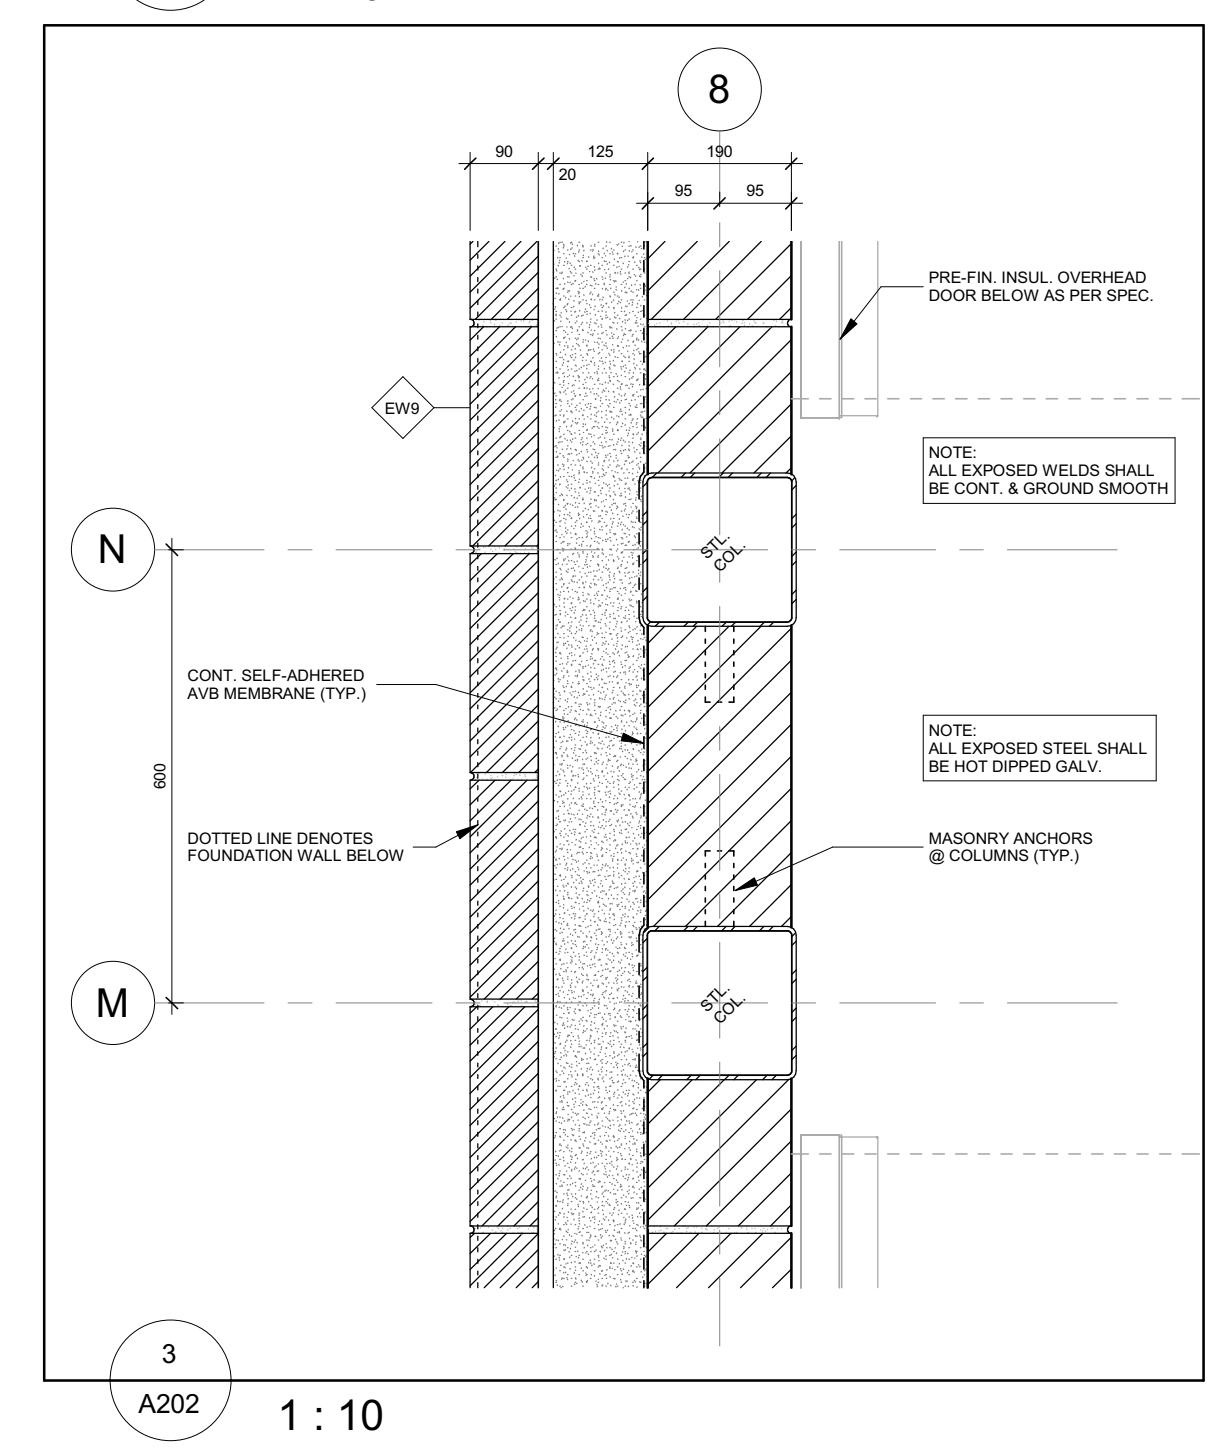 8
90
125
190
20
95
95
PRE-FIN. INSUL. OVERHEAD
DOOR BELOW AS PER SPEC.
EW9
NOTE:
ALL EXPOSED WELDS SHALL
BE CONT. & GROUND SMOOTH
N
STL.
COL.
CONT. SELF-ADHERED
AVB MEMBRANE (TYP.)
NOTE:
ALL EXPOSED STEEL SHALL
BE HOT DIPPED GALV.
600
DOTTED LINE DENOTES
FOUNDATION WALL BELOW
MASONRY ANCHORS
@ COLUMNS (TYP.)
M
STL.
COL.
3
A202
1 : 10